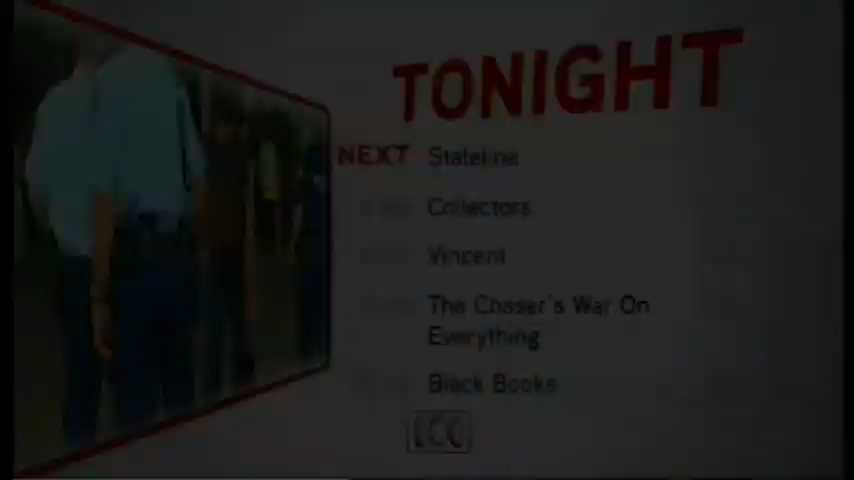 TONIGHT
NEXT Stateline
Collectors
Vincent
The Chaser's War On
Everything
Black Books